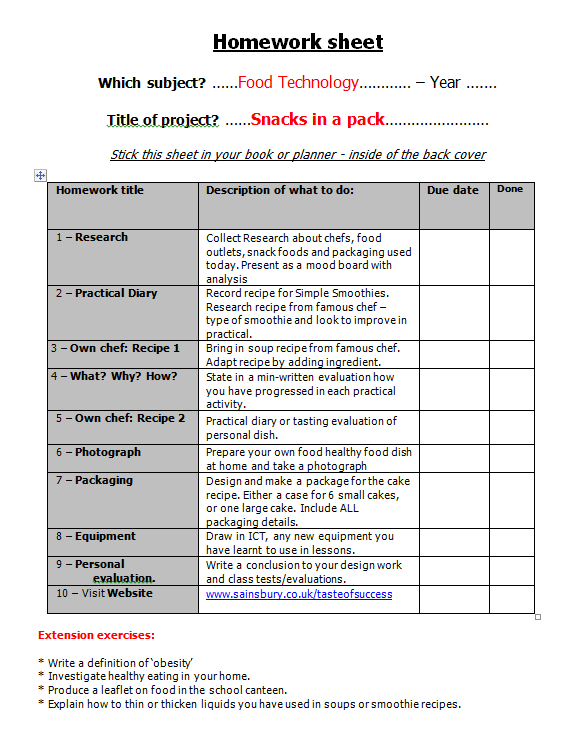 Homework sheet
Which subject? ……Food Technology………… – Year …….
Title of project? ……Snacks in a pack……………………
Stick this sheet in your book or planner - inside of the back cover
Homework title Description of what to do: Due date Done
1 – Research Collect Research about chefs, food
outlets, snack foods and packaging used
today. Present as a mood board with
analysis
2 – Practical Diary Record recipe for Simple Smoothies.
Research recipe from famous chef –
type of smoothie and look to improve in
practical.
3 – Own chef: Recipe 1 Bring in soup recipe from famous chef.
Adapt recipe by adding ingredient.
4 – What? Why? How? State in a min-written evaluation how
you have progressed in each practical
activity.
5 – Own chef: Recipe 2 Practical diary or tasting evaluation of
personal dish.
6 – Photograph Prepare your own food healthy food dish
at home and take a photograph
7 – Packaging Design and make a package for the cake
recipe. Either a case for 6 small cakes,
or one large cake. Include ALL
packaging details.
8 – Equipment Draw in ICT, any new equipment you
have learnt to use in lessons.
9 – Personal Write a conclusion to your design work
evaluation. and class tests/evaluations.
10 – Visit Website www.sainsbury.co.uk/tasteofsuccess
Extension exercises:
* Write a definition of ‘obesity’
* Investigate healthy eating in your home.
* Produce a leaflet on food in the school canteen.
* Explain how to thin or thicken liquids you have used in soups or smoothie recipes.